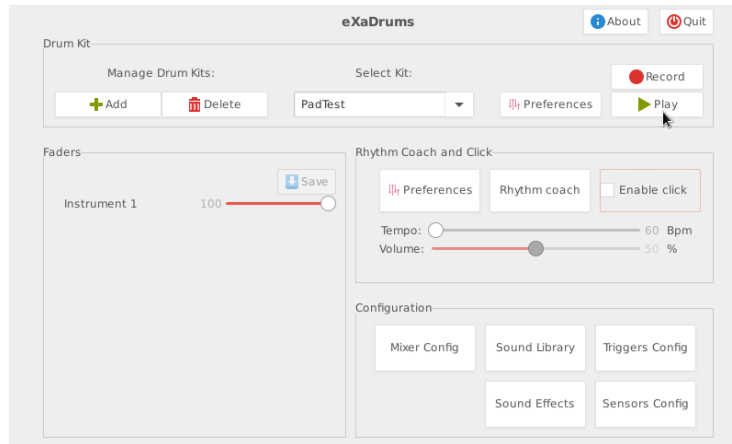 eXaDrums
About
Quit
Drum Kit
Manage Drum Kits:
Select Kit:
Record
Add
Delete
PadTest
Preferences
Play
Faders
Save
Instrument 1
100
Rhythm Coach and Click
Preferences
Rhythm coach
Enable click
Tempo:
60 Bpm
Volume:
50 %
Configuration
Mixer Config
Sound Library
Triggers Config
Sound Effects
Sensors Config